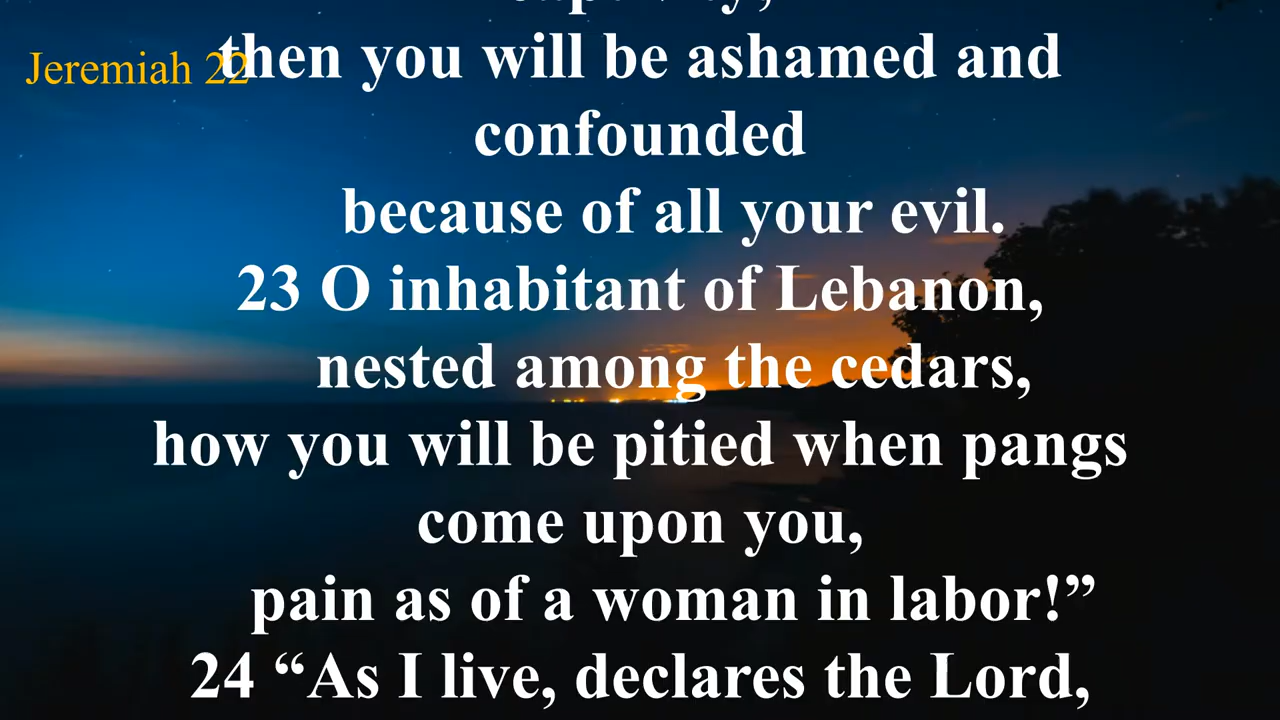 Jeremiah 22
then you will be ashamed and
confounded
because of all your evil.
23 O inhabitant of Lebanon,
nested among the cedars,
how you will be pitied when pangs
come upon you,
pain as of a woman in labor!”
24 “As I live, declares the Lord,